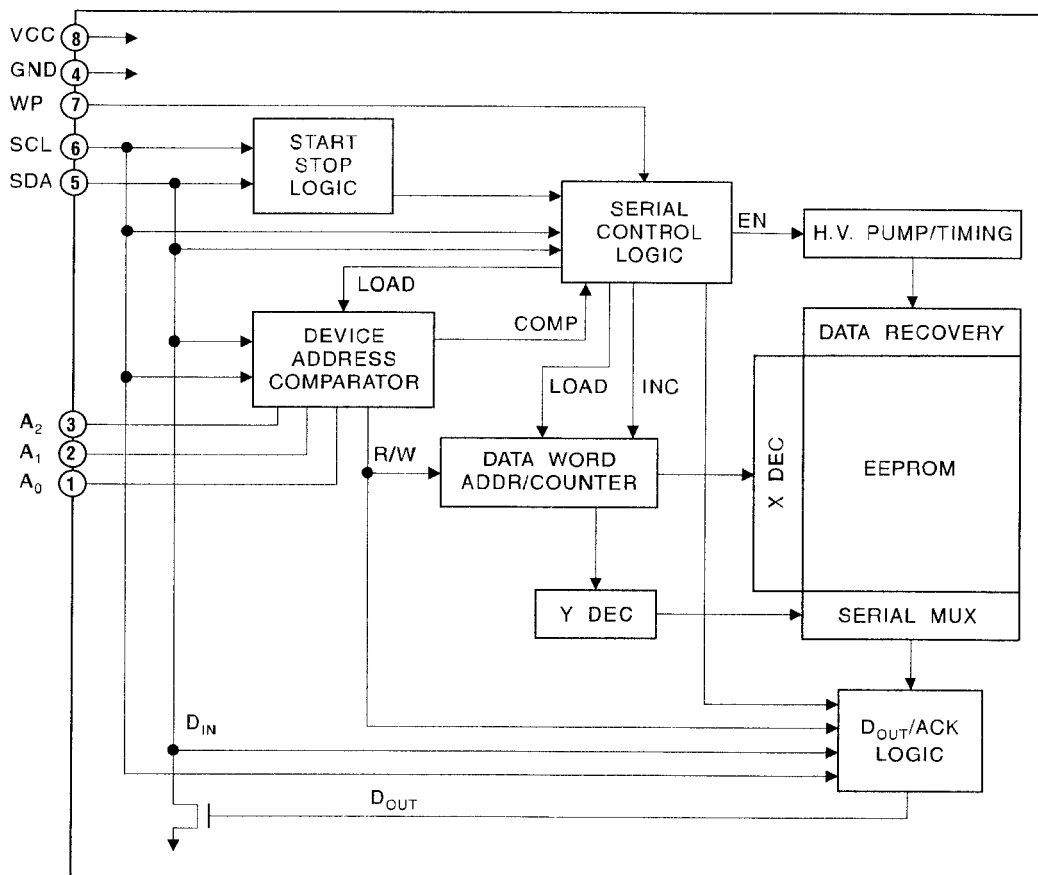 VCC 8
GND 4
WP 7
SCL 6
SDA 5
START
STOP
LOGIC
SERIAL
CONTROL
LOGIC
EN
H.V. PUMP/TIMING
LOAD
COMP
DEVICE
ADDRESS
COMPARATOR
DATA RECOVERY
LOAD
INC
A2 3
A1 2
A0 1
R/W
DATA WORD
ADDR/COUNTER
X DEC
EEPROM
Y DEC
SERIAL MUX
DIN
DOUT/ACK
LOGIC
DOUT